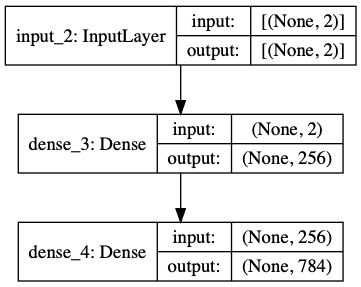 input_2: InputLayer
input: [(None, 2)]
output: [(None, 2)]
dense_3: Dense
input: (None, 2)
output: (None, 256)
dense_4: Dense
input: (None, 256)
output: (None, 784)